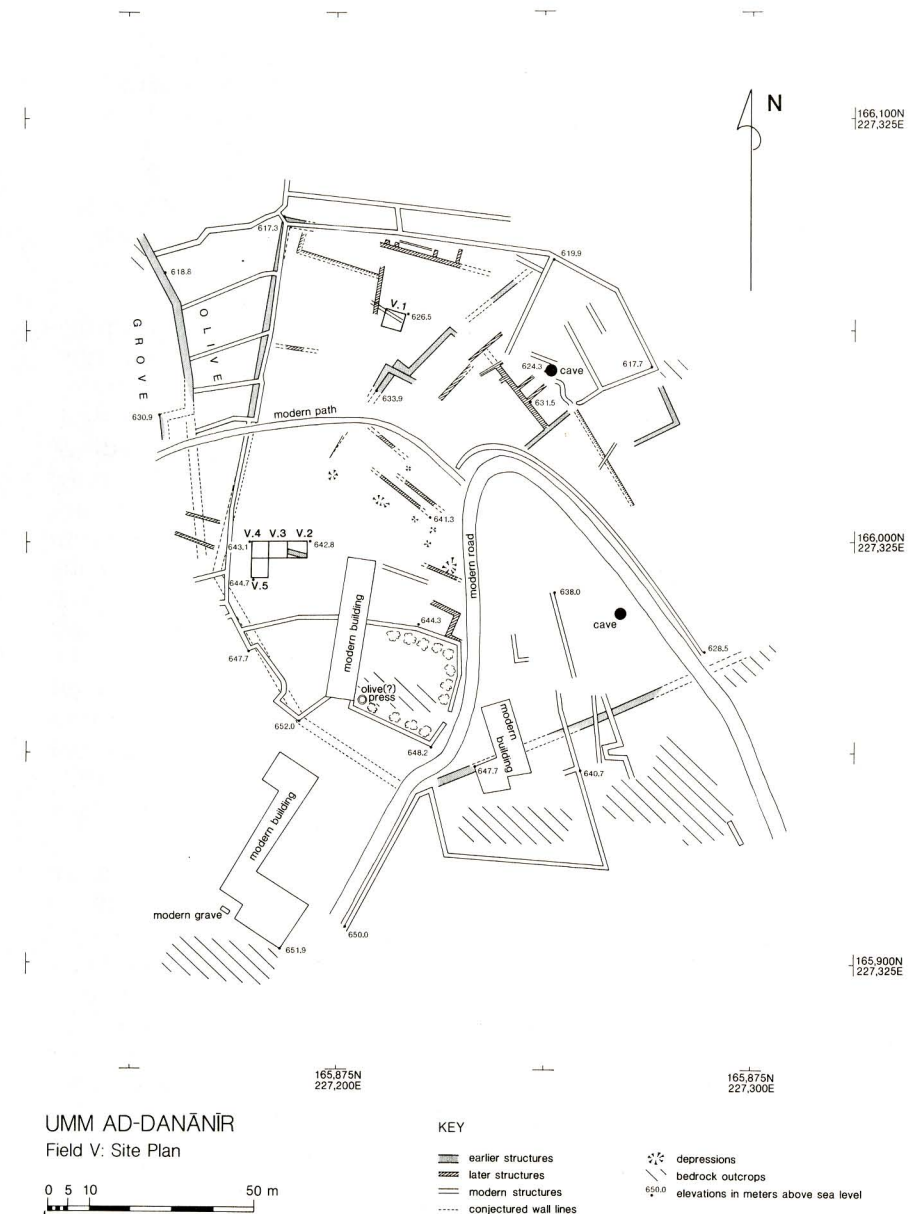 N
166,100N
227,325E
617.3
619.9
618.8
V.1
626.5
GROVE
OLIVE
624.3
cave
617.7
633.9
631.5
630.9
modern path
641.3
V.4 V.3 V.2
643.1
642.8
166,000N
227,325E
644.7
V.5
modern road
modern building
638.0
644.3
cave
647.7
628.5
olive(?)
press
652.0
modern
building
648.2
647.7
640.7
modern building
modern grave
650.0
651.9
165,900N
227,325E
165,875N
227,200E
165,875N
227,300E
UMM AD-DANĀNĪR
Field V: Site Plan
0 5 10 50 m
KEY
earlier structures
later structures
modern structures
conjectured wall lines
depressions
bedrock outcrops
650.0 elevations in meters above sea level